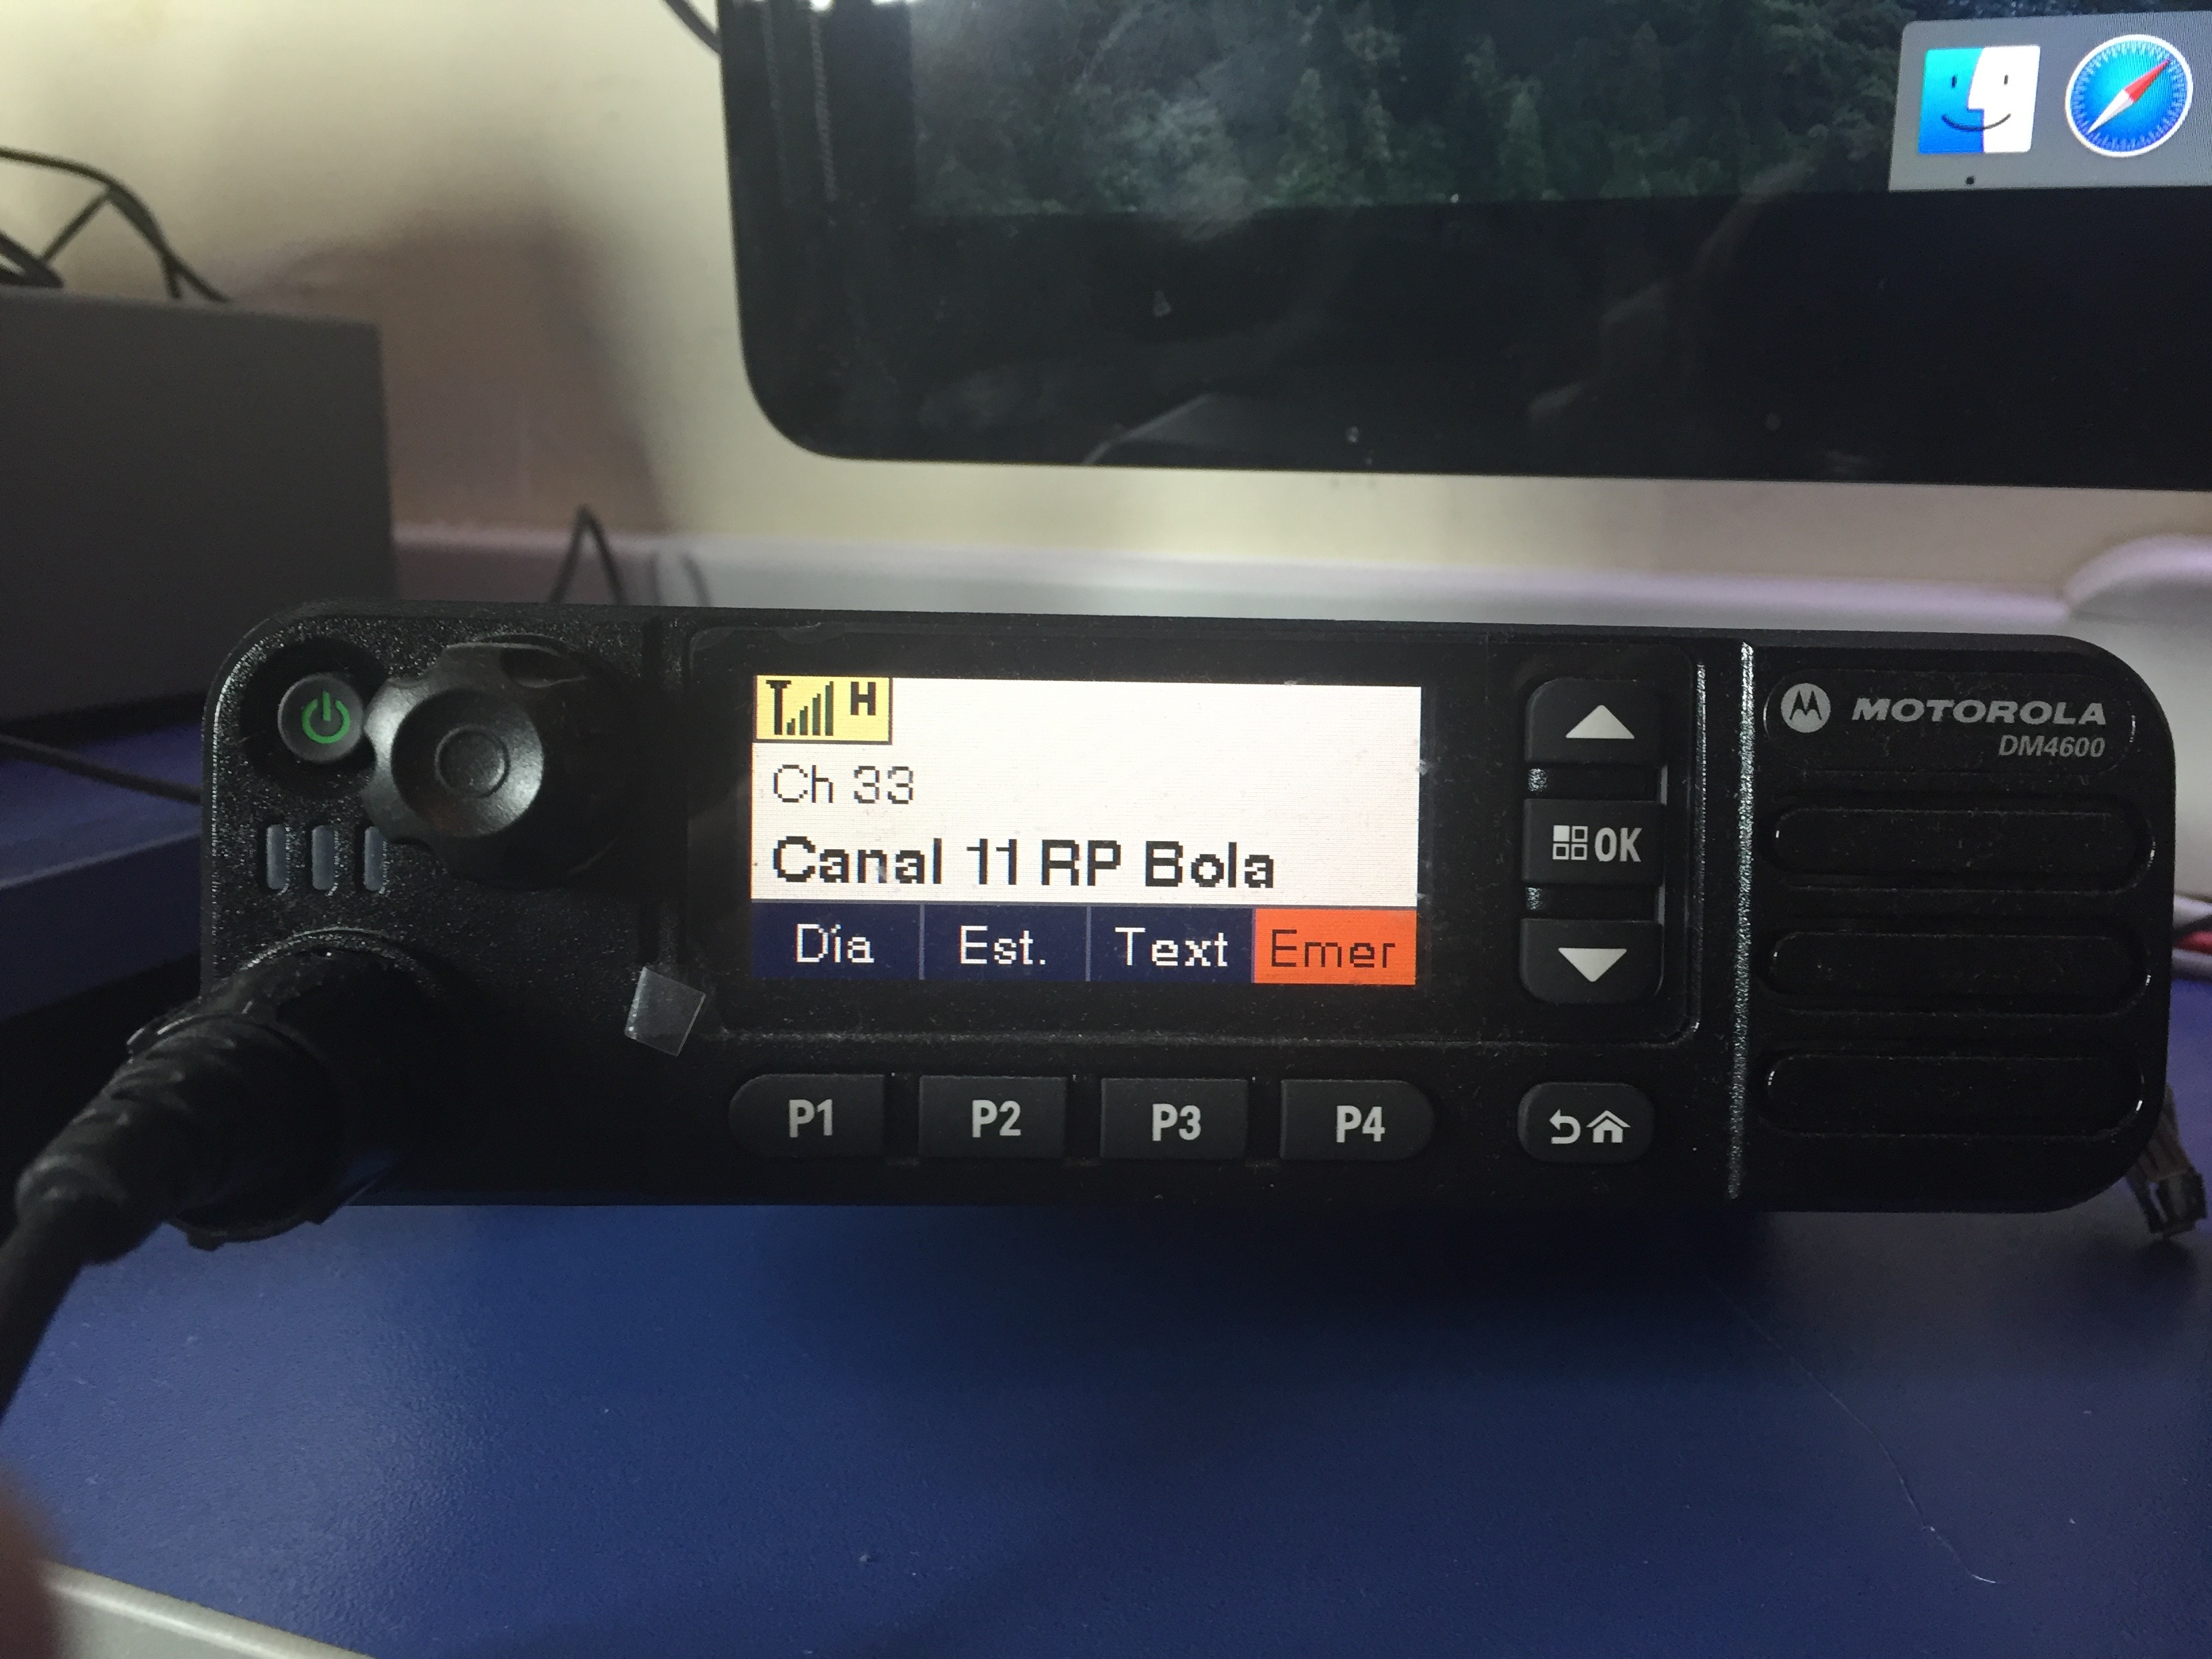 H
Ch 33
Canal 11 RP Bola
Día Est. Text Emer
OK
MOTOROLA
DM4600
P1 P2 P3 P4